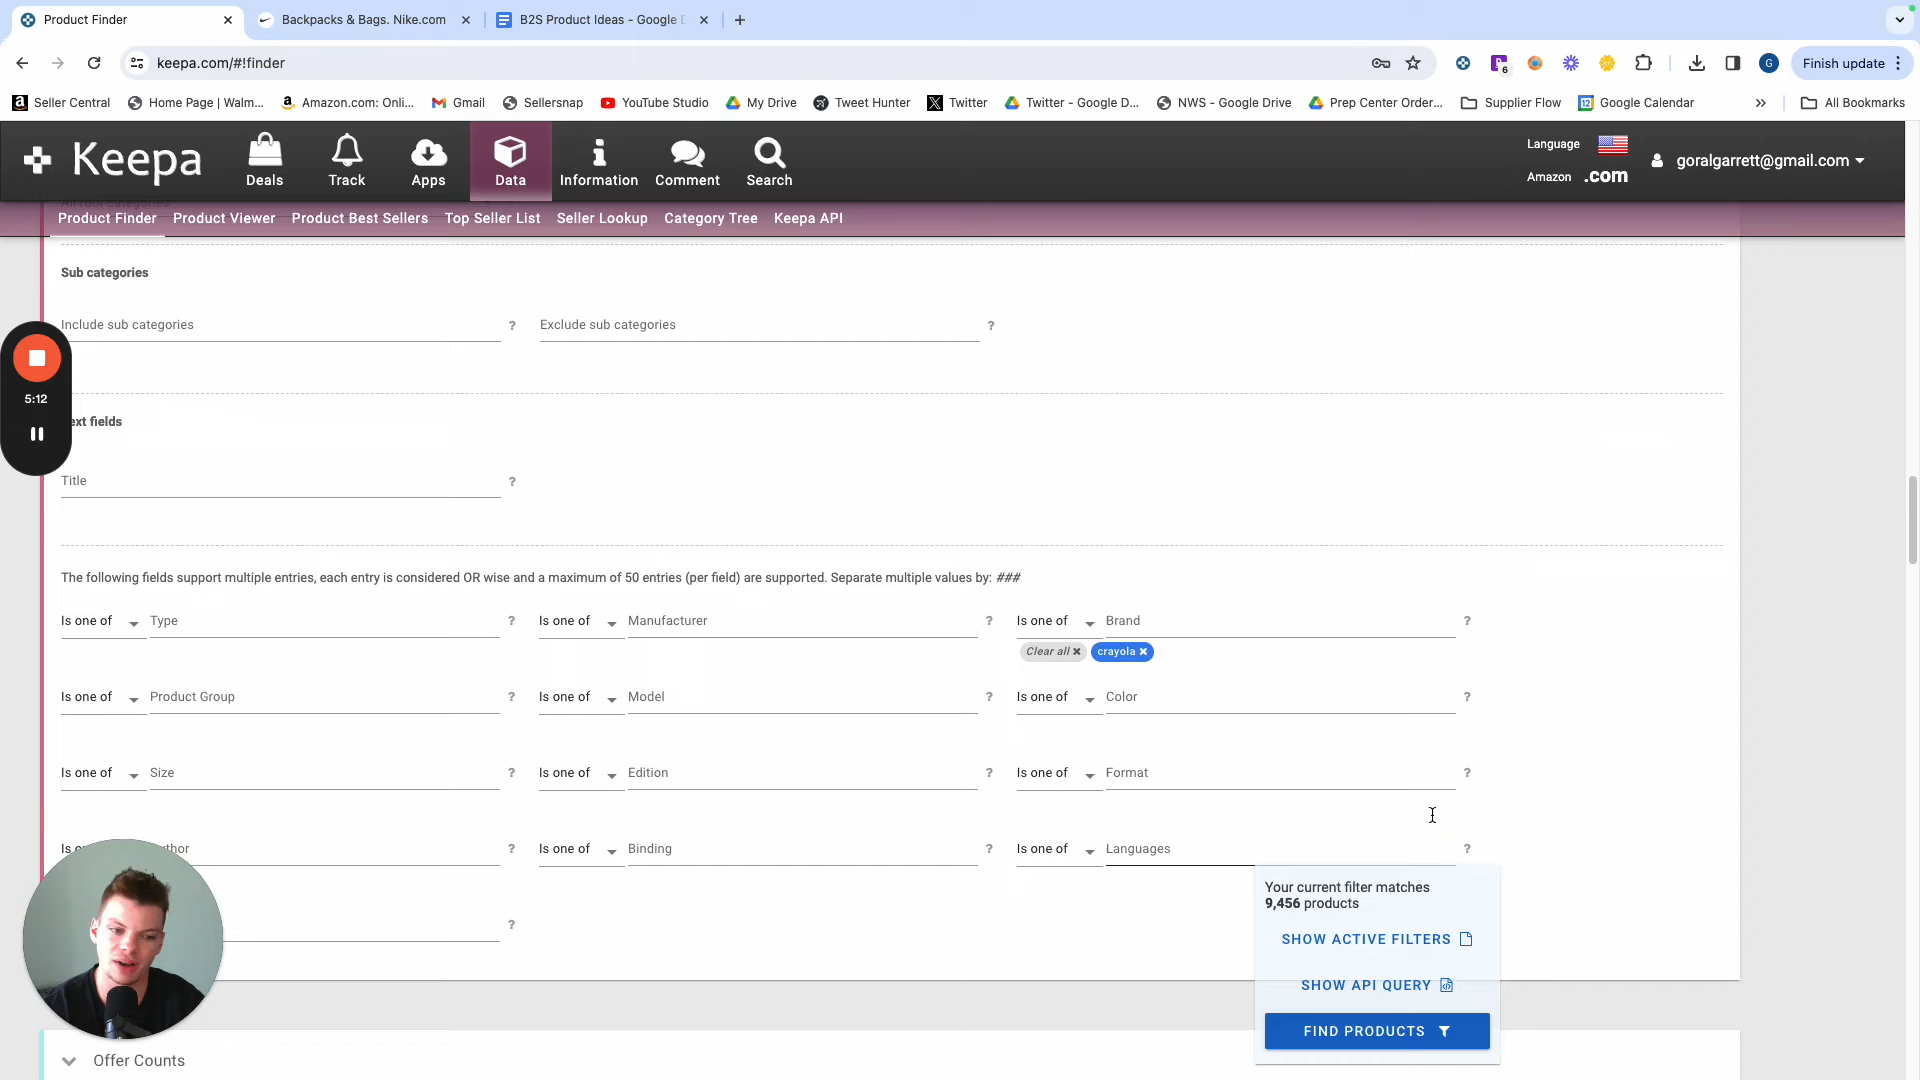 Product Finder
Backpacks & Bags. Nike.com
B2S Product Ideas - Google
keepa.com/#!finder
6
G
Finish update
Seller Central
Home Page | Walm...
Amazon.com: Onli...
Gmail
Sellersnap
YouTube Studio
My Drive
Tweet Hunter
Twitter
Twitter - Google D...
NWS - Google Drive
Prep Center Order...
Supplier Flow
Google Calendar
»
All Bookmarks
Keepa
Deals
Track
Apps
Data
Information
Comment
Search
Language
Amazon .com
goralgarrett@gmail.com
All root categories
Product Finder
Product Viewer
Product Best Sellers
Top Seller List
Seller Lookup
Category Tree
Keepa API
Sub categories
Include sub categories ?
Exclude sub categories ?
5:12
ext fields
Title ?
The following fields support multiple entries, each entry is considered OR wise and a maximum of 50 entries (per field) are supported. Separate multiple values by: ###
Is one of Type ? Is one of Manufacturer ? Is one of Brand ?
Clear all × crayola ×
Is one of Product Group ? Is one of Model ? Is one of Color ?
Is one of Size ? Is one of Edition ? Is one of Format ?
Is ? Is one of Binding ? Is one of Languages ?
?
Your current filter matches
9,456 products
SHOW ACTIVE FILTERS
SHOW API QUERY
FIND PRODUCTS
Offer Counts